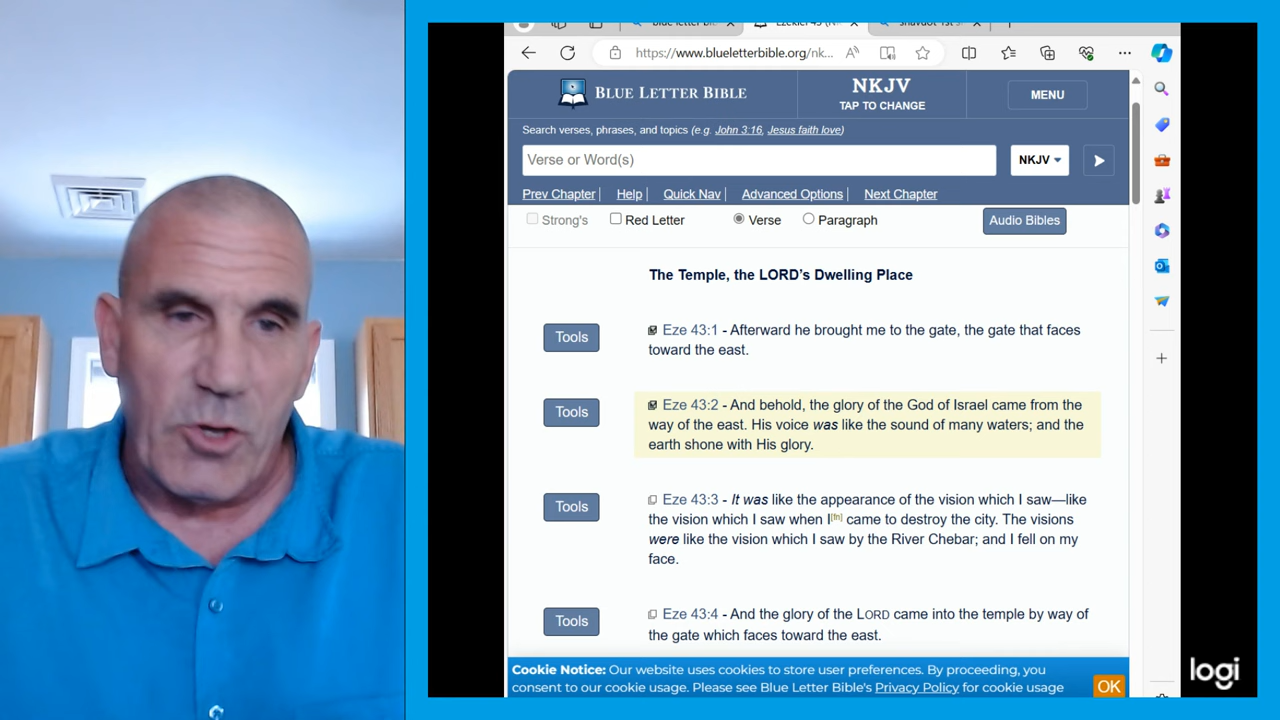 blue letter Bib
Ezekiel 43 (N
shavuot 1st s
https://www.blueletterbible.org/nk...
BLUE LETTER BIBLE
NKJV
TAP TO CHANGE
MENU
Search verses, phrases, and topics (e.g. John 3:16, Jesus faith love)
Verse or Word(s)
NKJV
Prev Chapter| Help| Quick Nav| Advanced Options| Next Chapter
Strong's Red Letter Verse Paragraph
Audio Bibles
The Temple, the LORD's Dwelling Place
Tools
Eze 43:1 - Afterward he brought me to the gate, the gate that faces
toward the east.
Tools
Eze 43:2 - And behold, the glory of the God of Israel came from the
way of the east. His voice was like the sound of many waters; and the
earth shone with His glory.
Tools
Eze 43:3 - It was like the appearance of the vision which I saw—like
the vision which I saw when I[fn] came to destroy the city. The visions
were like the vision which I saw by the River Chebar; and I fell on my
face.
Tools
Eze 43:4 - And the glory of the LORD came into the temple by way of
the gate which faces toward the east.
Cookie Notice: Our website uses cookies to store user preferences. By proceeding, you
consent to our cookie usage. Please see Blue Letter Bible's Privacy Policy for cookie usage
OK
logi